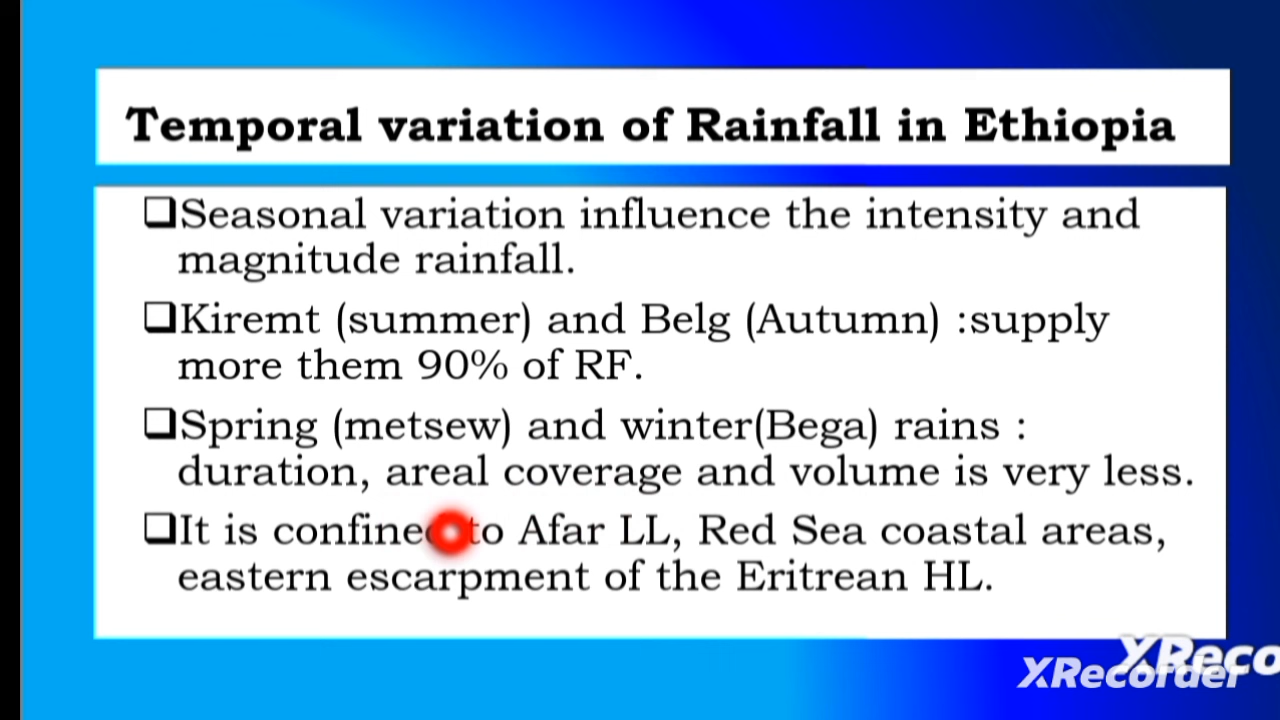 Temporal variation of Rainfall in Ethiopia
❑Seasonal variation influence the intensity and
magnitude rainfall.
❑Kiremt (summer) and Belg (Autumn) :supply
more them 90% of RF.
❑Spring (metsew) and winter(Bega) rains :
duration, areal coverage and volume is very less.
❑It is confined to Afar LL, Red Sea coastal areas,
eastern escarpment of the Eritrean HL.
XReco
XRecorder